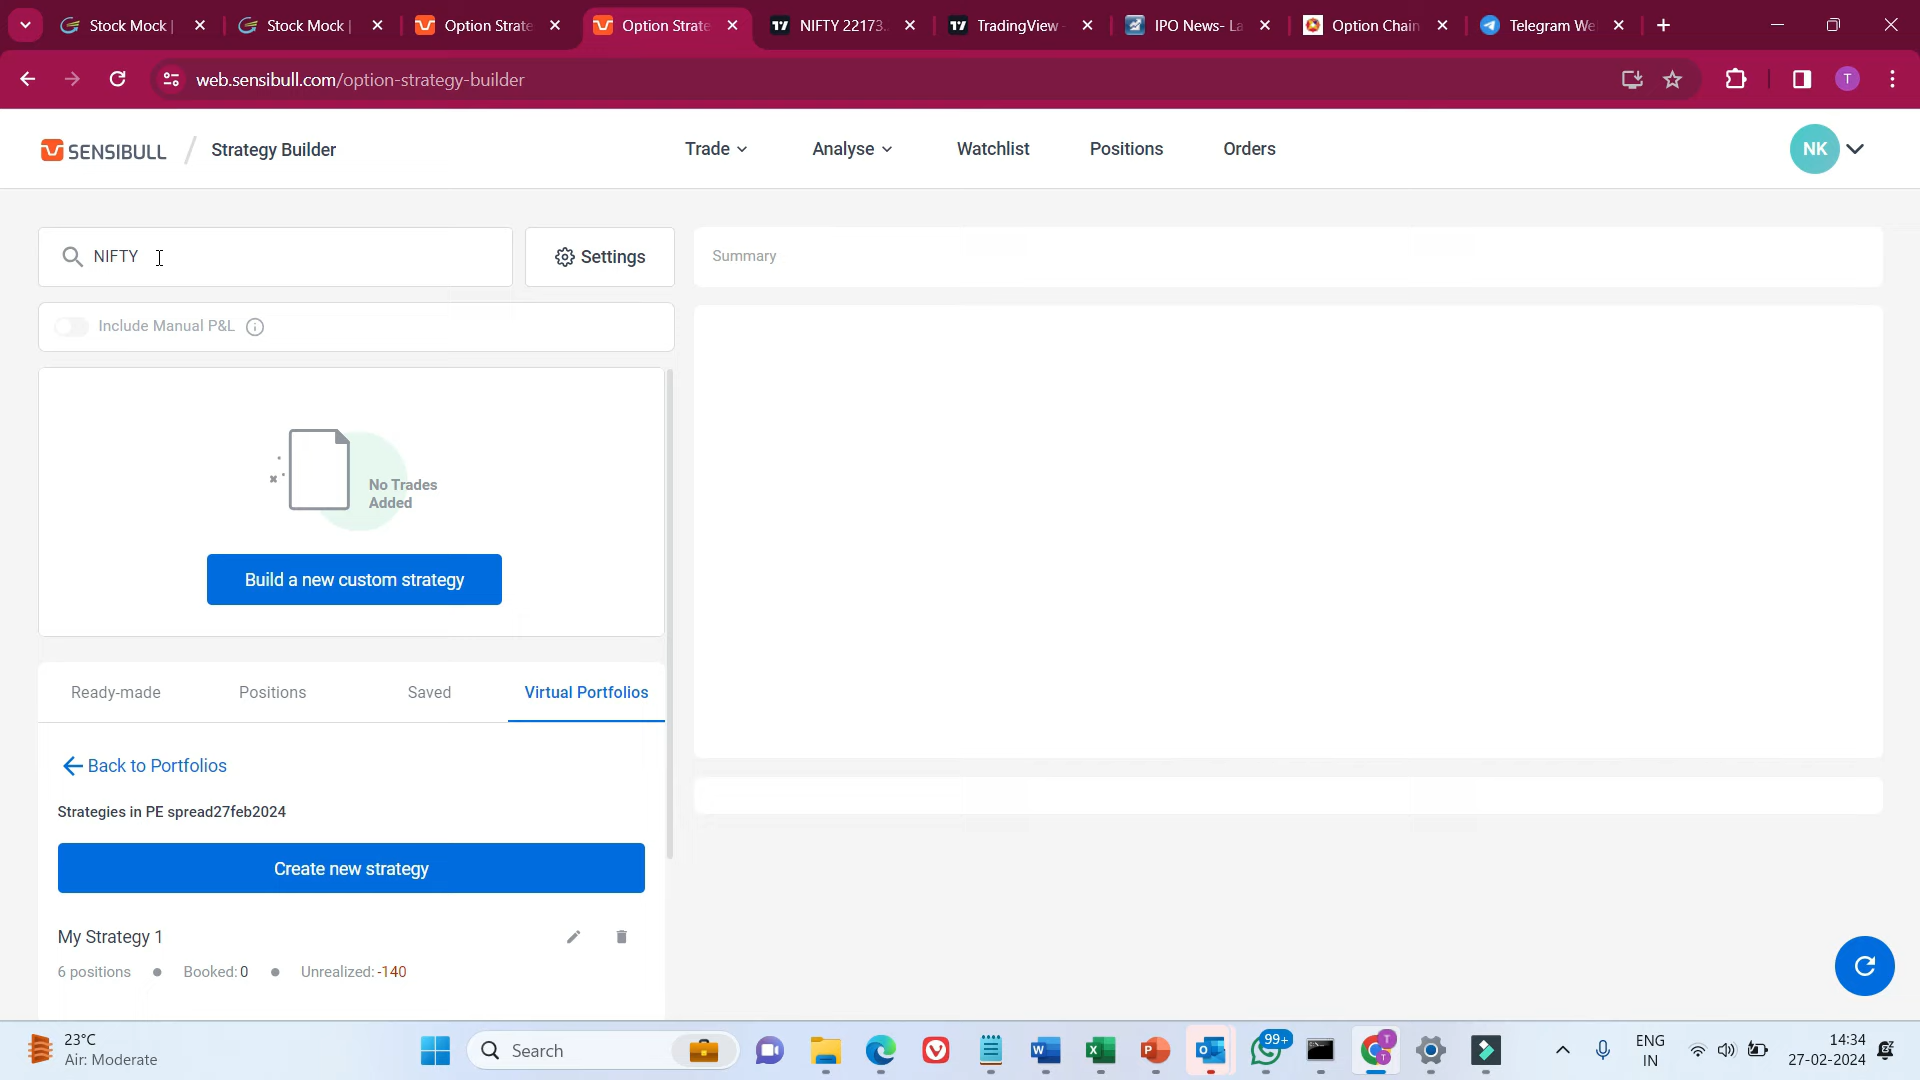 Stock Mock |
Stock Mock |
Option Strate
Option Strate
NIFTY 22173.
TradingView -
IPO News- La
Option Chain
Telegram We
web.sensibull.com/option-strategy-builder
T
SENSIBULL / Strategy Builder
Trade
Analyse
Watchlist
Positions
Orders
NK
NIFTY
Settings
Summary
Include Manual P&L
No Trades
Added
Build a new custom strategy
Ready-made
Positions
Saved
Virtual Portfolios
Back to Portfolios
Strategies in PE spread27feb2024
Create new strategy
My Strategy 1
6 positions ● Booked: 0 ● Unrealized: -140
23°C
Air: Moderate
Search
99+
ENG
IN
14:34
27-02-2024